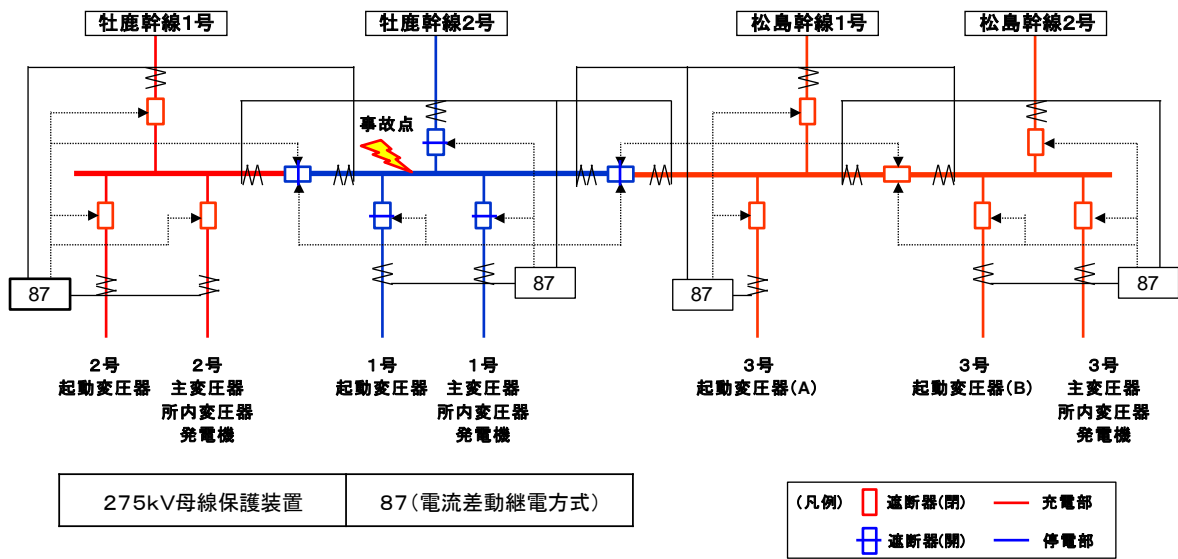 牡鹿幹線1号
牡鹿幹線2号
松島幹線1号
松島幹線2号
事故点
87
87
87
87
2号
起動変圧器
2号
主変圧器
所内変圧器
発電機
1号
起動変圧器
1号
主変圧器
所内変圧器
発電機
3号
起動変圧器(A)
3号
起動変圧器(B)
3号
主変圧器
所内変圧器
発電機
275kV母線保護装置
87(電流差動継電方式)
(凡例)
遮断器(閉)
充電部
遮断器(開)
停電部